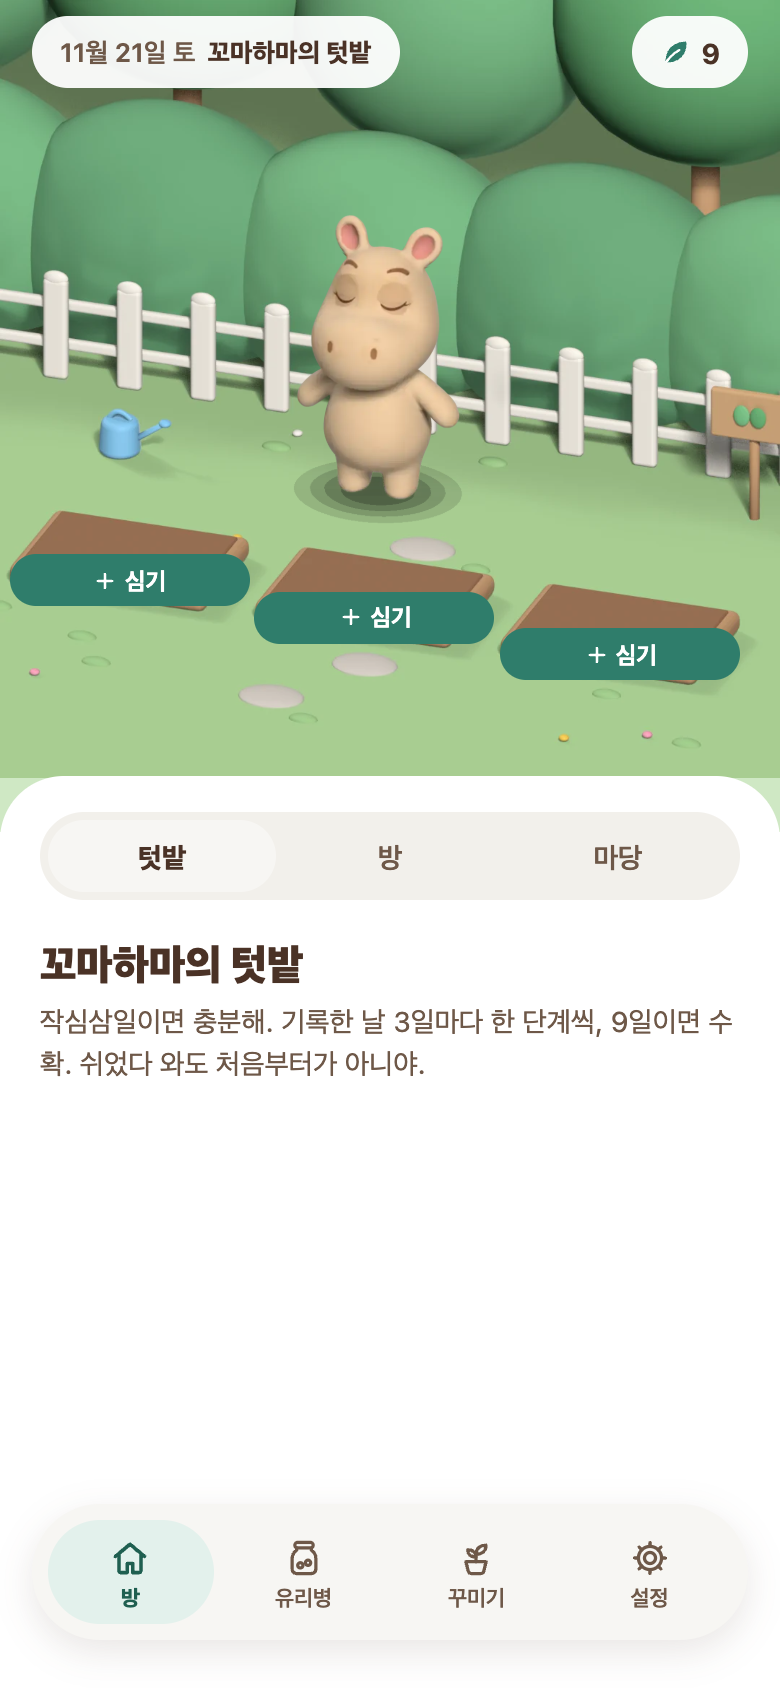 11월 21일 토 꼬마하마의 텃밭
9
+ 심기
+ 심기
+ 심기
텃밭 방 마당
꼬마하마의 텃밭
작심삼일이면 충분해. 기록한 날 3일마다 한 단계씩, 9일이면 수
확. 쉬었다 와도 처음부터가 아니야.
방 유리병 꾸미기 설정